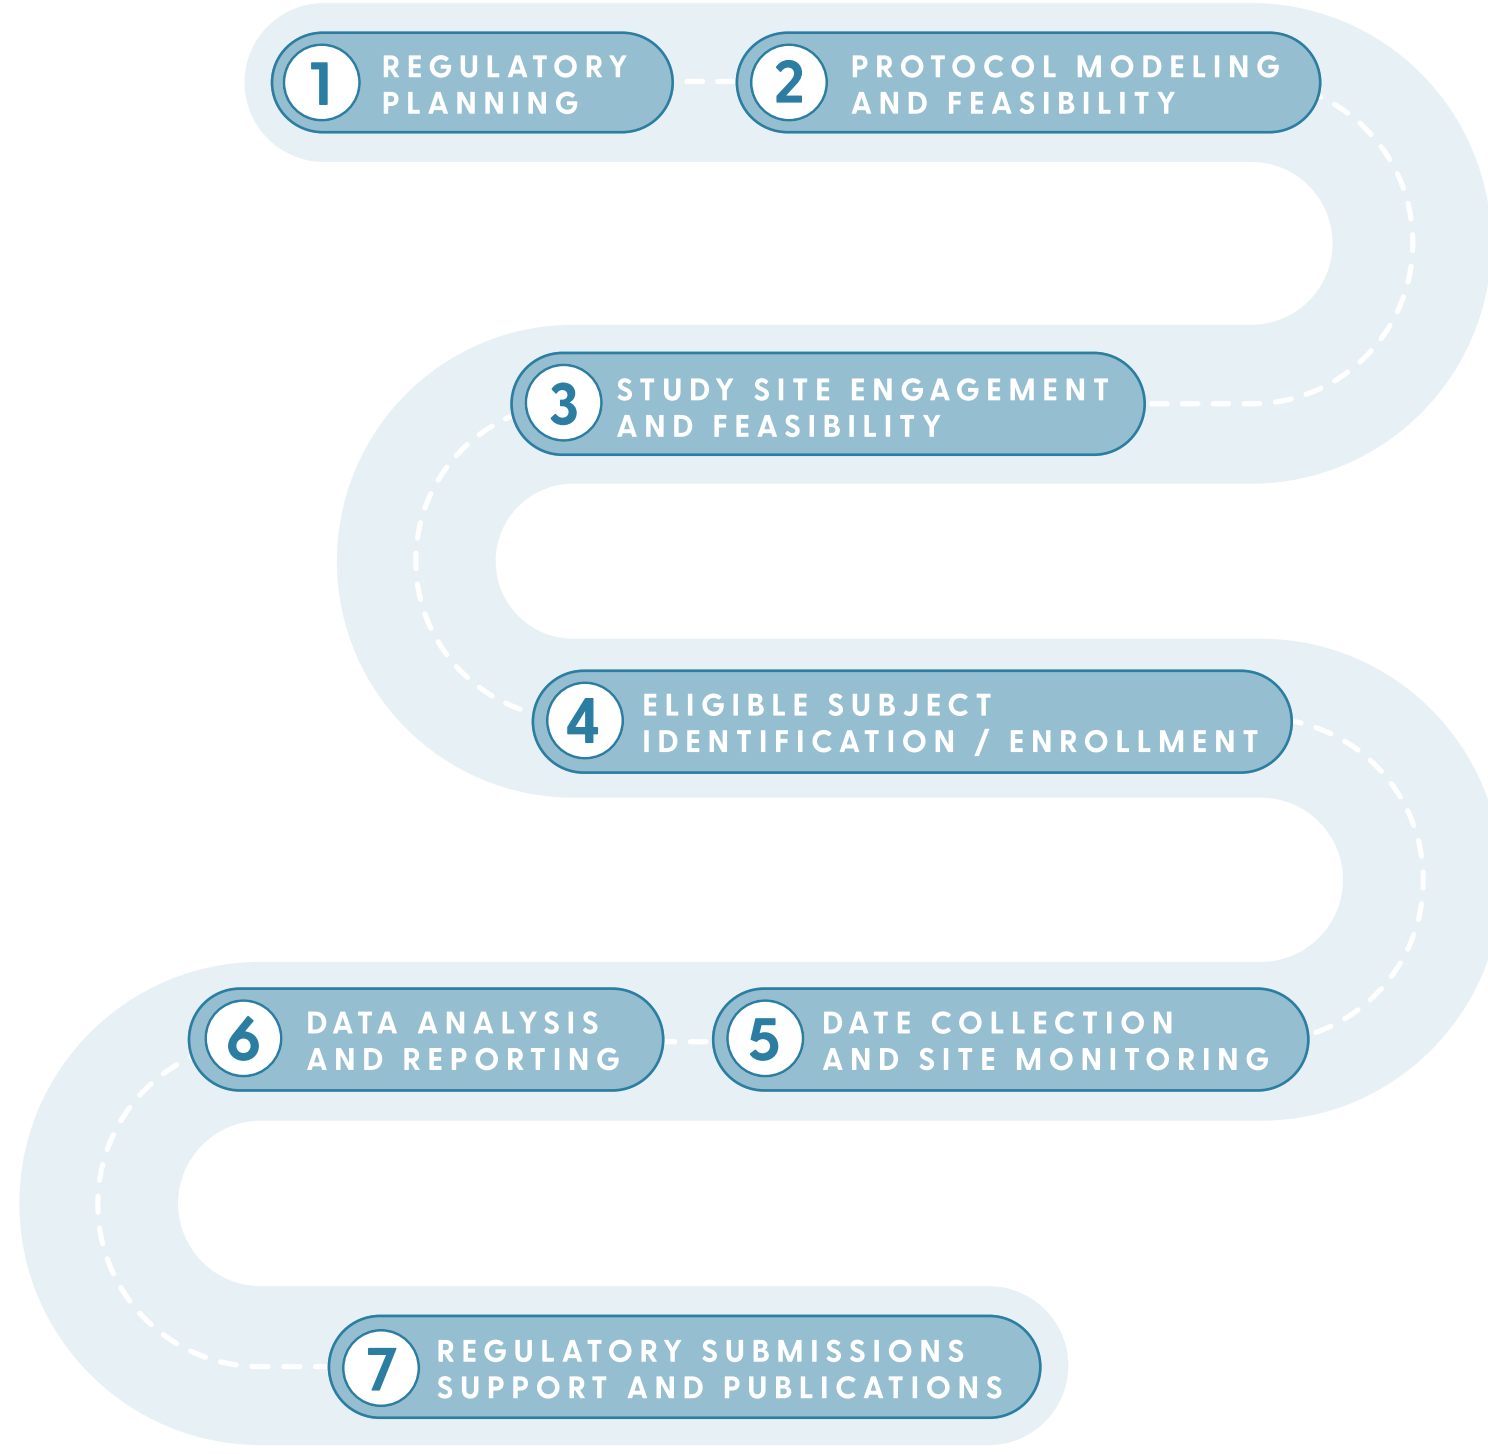 1
REGULATORY
PLANNING
2
PROTOCOL MODELING
AND FEASIBILITY
3
STUDY SITE ENGAGEMENT
AND FEASIBILITY
4
ELIGIBLE SUBJECT
IDENTIFICATION / ENROLLMENT
5
DATE COLLECTION
AND SITE MONITORING
6
DATA ANALYSIS
AND REPORTING
7
REGULATORY SUBMISSIONS
SUPPORT AND PUBLICATIONS